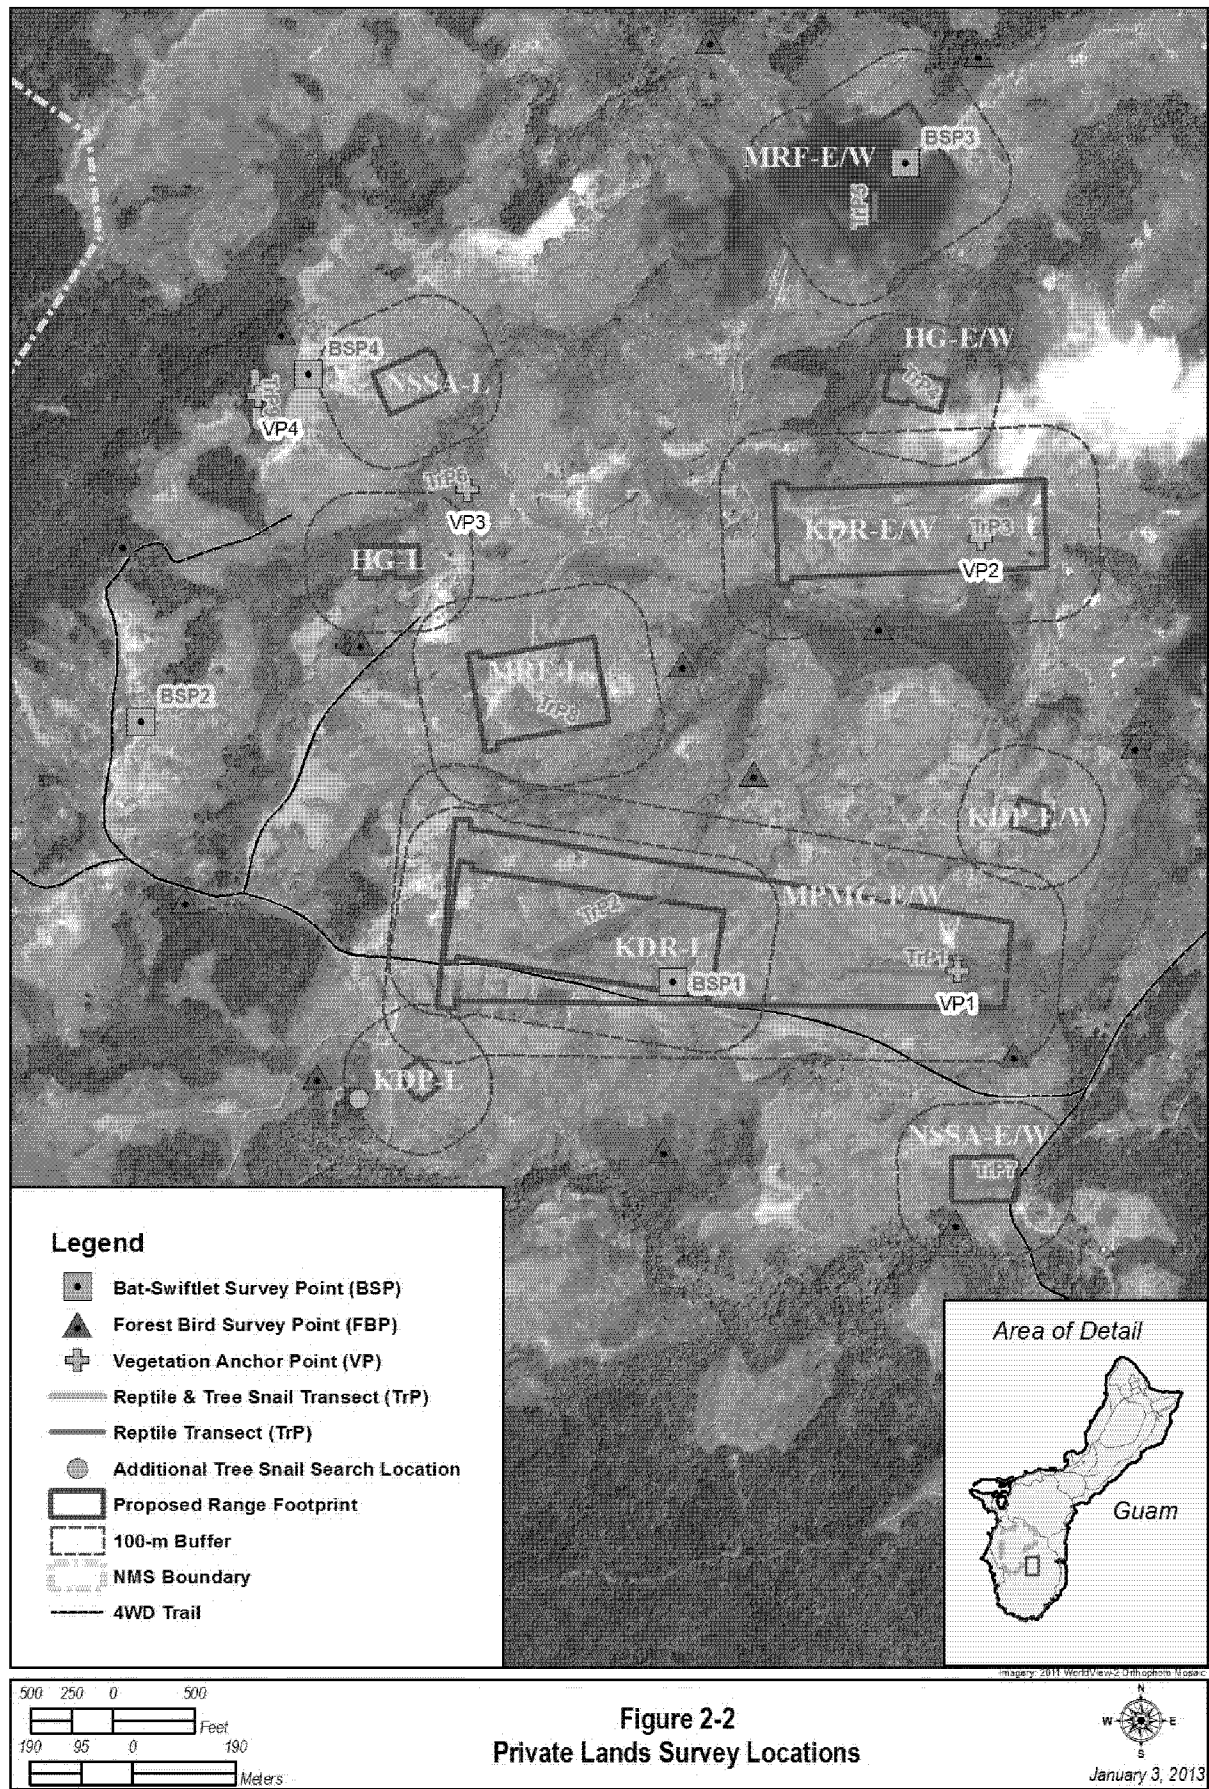 BSP3
MRF-E/W
TrP5
HG-E/W
BSP4
NSSA-L
VP4
TrP6
VP3
KDR-E/W
TrP3
VP2
HG-L
MRF-L
TrP8
BSP2
KDP-E/W
MPMG-E/W
TrP2
KDR-L
TrP1
BSP1
VP1
KDP-L
NSSA-E/W
TrP7
Legend
Bat-Swiftlet Survey Point (BSP)
Forest Bird Survey Point (FBP)
Vegetation Anchor Point (VP)
Reptile & Tree Snail Transect (TrP)
Reptile Transect (TrP)
Additional Tree Snail Search Location
Proposed Range Footprint
100-m Buffer
NMS Boundary
4WD Trail
Area of Detail
Guam
Imagery: 2011 WorldView-2 Orthophoto Mosaic
500 250 0 500
Feet
190 95 0 190
Meters
Figure 2-2
Private Lands Survey Locations
N
W E
S
January 3, 2013